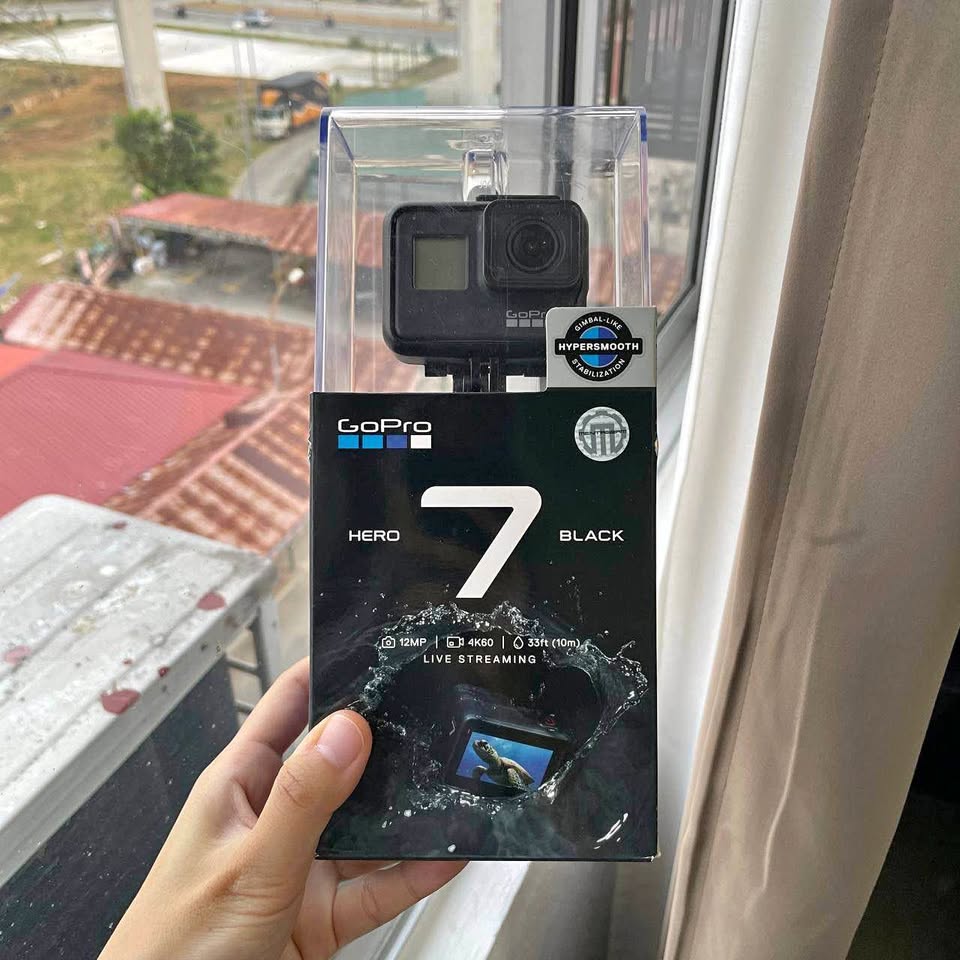 GoPro
GIMBAL-LIKE
HYPERSMOOTH
STABILIZATION
GoPro
7
HERO
BLACK
12MP | 4K60 | 33ft (10m)
LIVE STREAMING